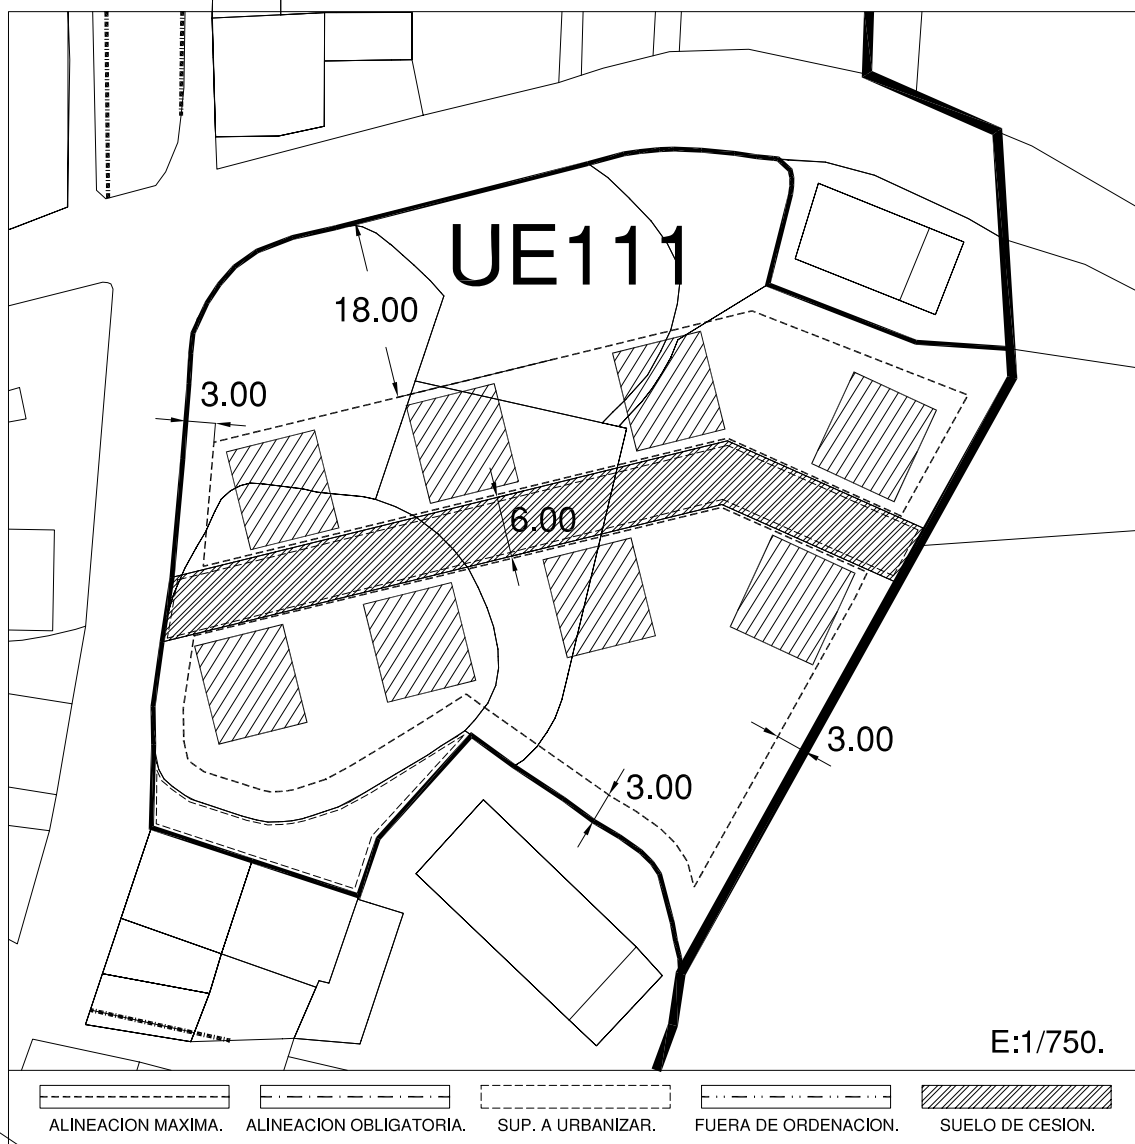 UE111
18.00
3.00
6.00
3.00
3.00
E:1/750.
ALINEACION MAXIMA. ALINEACION OBLIGATORIA. SUP. A URBANIZAR. FUERA DE ORDENACION. SUELO DE CESION.